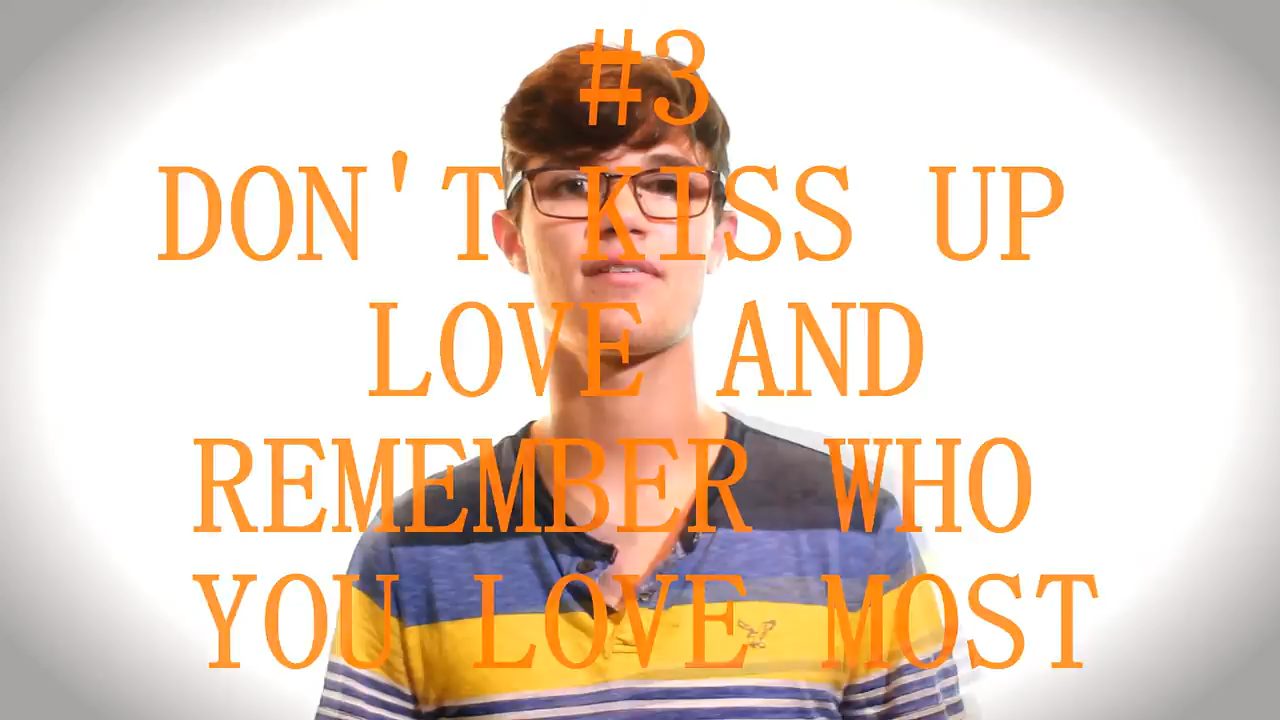 #3
DON'T KISS UP
LOVE AND
REMEMBER WHO
YOU LOVE MOST